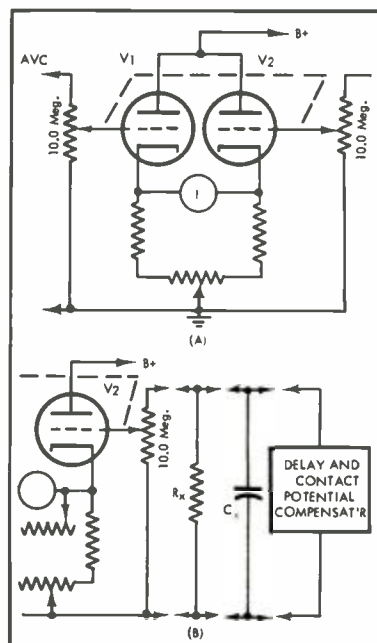 B+
AVC
V1
V2
10.0 Meg.
I
10.0 Meg.
(A)
B+
V2
10.0 Meg.
Rx
C
DELAY AND
CONTACT
POTENTIAL
COMPENSAT'R
(B)